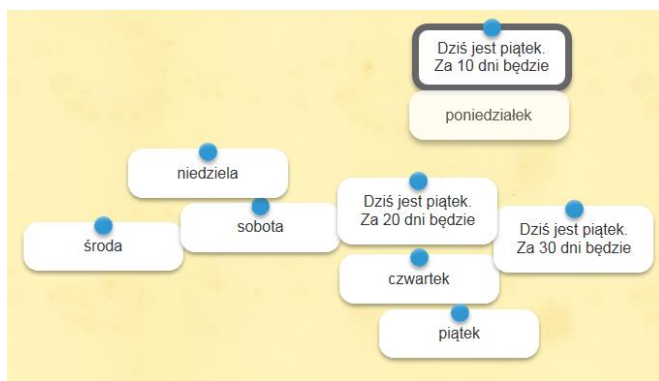 Dziś jest piątek.
Za 10 dni będzie
poniedziałek
niedziela
sobota
środa
Dziś jest piątek.
Za 20 dni będzie
Dziś jest piątek.
Za 30 dni będzie
czwartek
piątek